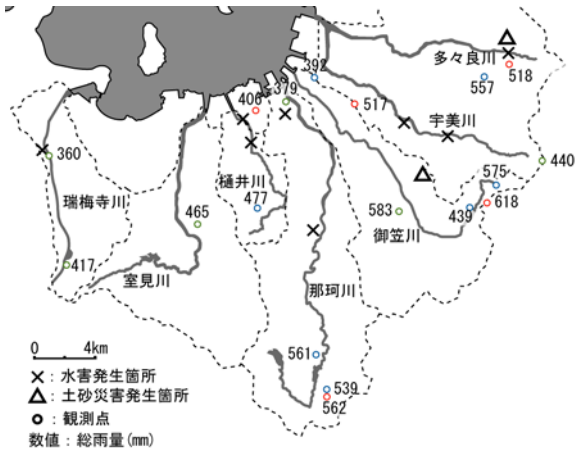 多々良川
392
518
557
379
406
517
宇美川
360
440
575
樋井川
瑞梅寺川
477
618
465
583
439
御笠川
417
室見川
那珂川
0 4km
561
×：水害発生箇所
539
△：土砂災害発生箇所
562
○：観測点
数値：総雨量(mm)